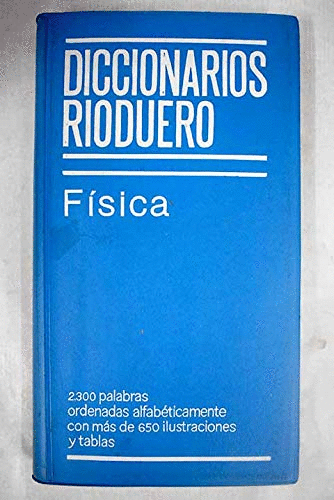 DICCIONARIOS
RIODUERO
Física
2.300 palabras
ordenadas alfabéticamente
con más de 650 ilustraciones
y tablas